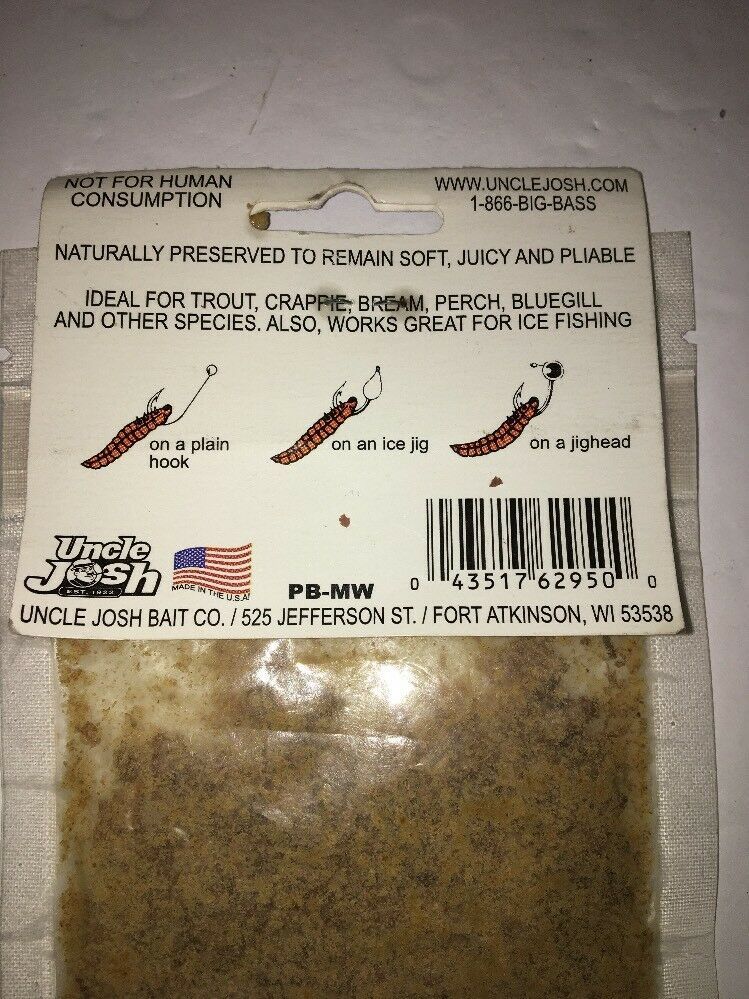 NOT FOR HUMAN
CONSUMPTION
WWW.UNCLEJOSH.COM
1-866-BIG-BASS
NATURALLY PRESERVED TO REMAIN SOFT, JUICY AND PLIABLE
IDEAL FOR TROUT, CRAPPIE, BREAM, PERCH, BLUEGILL
AND OTHER SPECIES. ALSO, WORKS GREAT FOR ICE FISHING
on a plain
hook
on an ice jig
on a jighead
Uncle
Josh
EST. 1922
MADE IN THE U.S.A!
PB-MW
0 43517 62950 0
UNCLE JOSH BAIT CO. / 525 JEFFERSON ST. / FORT ATKINSON, WI 53538